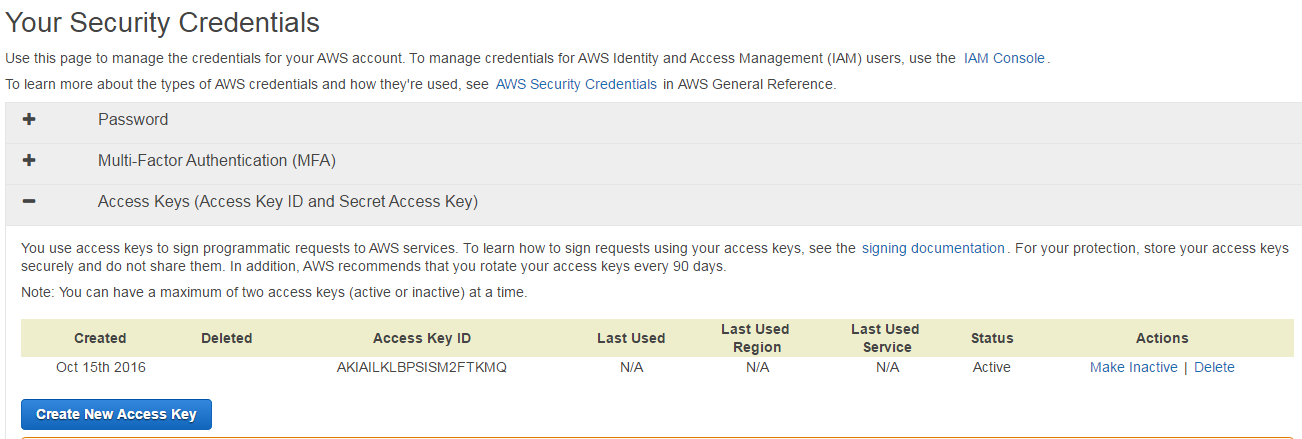 Your Security Credentials
Use this page to manage the credentials for your AWS account. To manage credentials for AWS Identity and Access Management (IAM) users, use the IAM Console.
To learn more about the types of AWS credentials and how they're used, see AWS Security Credentials in AWS General Reference.
+ Password
+ Multi-Factor Authentication (MFA)
− Access Keys (Access Key ID and Secret Access Key)
You use access keys to sign programmatic requests to AWS services. To learn how to sign requests using your access keys, see the signing documentation. For your protection, store your access keys
securely and do not share them. In addition, AWS recommends that you rotate your access keys every 90 days.
Note: You can have a maximum of two access keys (active or inactive) at a time.
Created Deleted Access Key ID Last Used Last Used Region Last Used Service Status Actions
Oct 15th 2016 AKIAILKLBPSISM2FTKMQ N/A N/A N/A Active Make Inactive | Delete
Create New Access Key